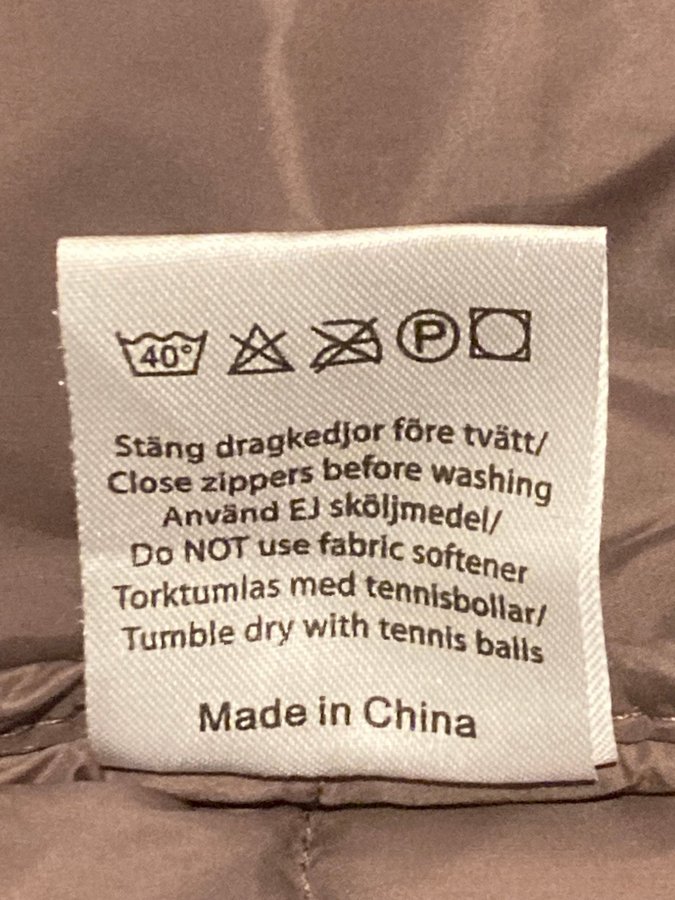 40°
P
Stäng dragkedjor före tvätt/
Close zippers before washing
Använd EJ sköljmedel/
Do NOT use fabric softener
Torktumlas med tennisbollar/
Tumble dry with tennis balls
Made in China